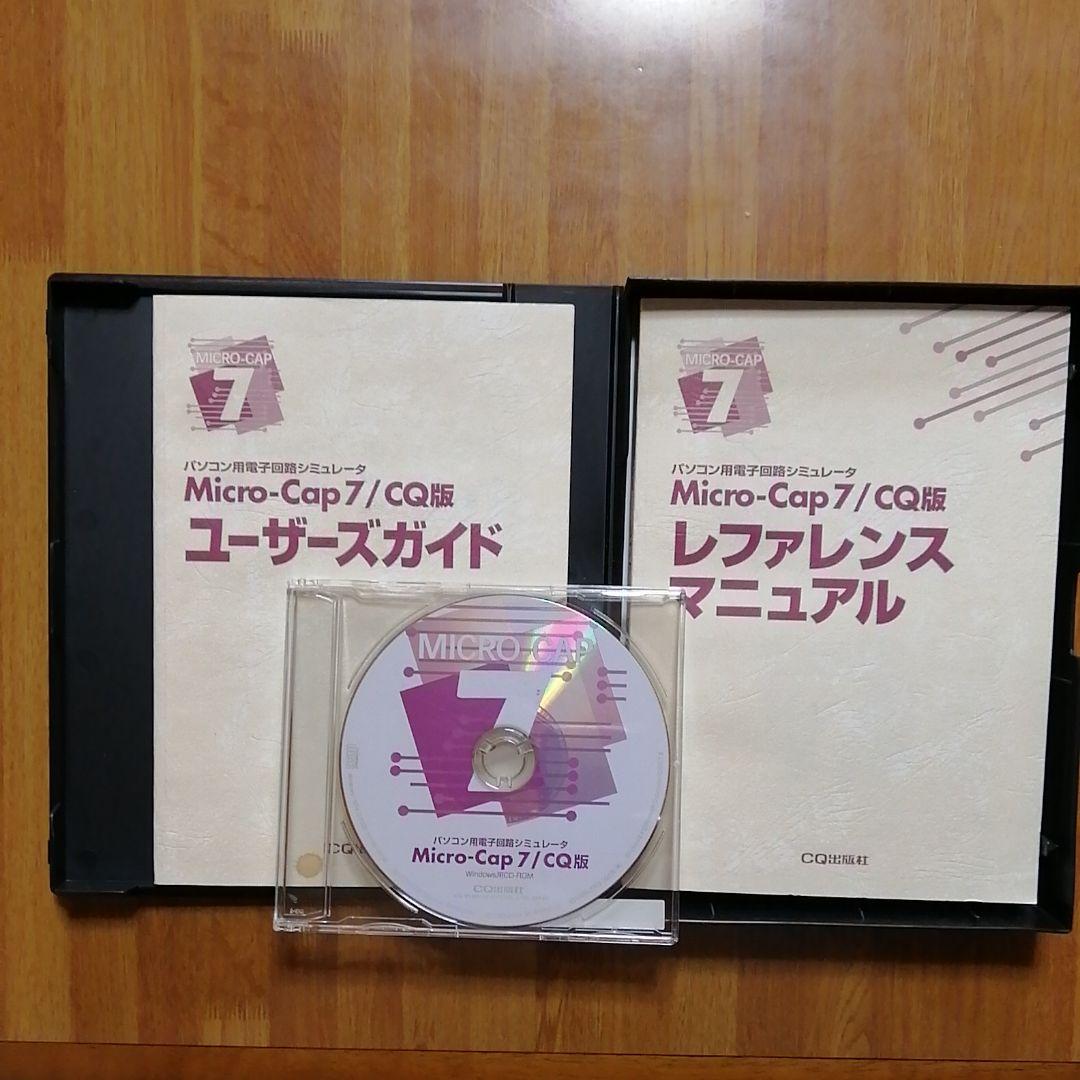 MICRO-CAP
7
パソコン用電子回路シミュレータ
Micro-Cap 7/CQ版
ユーザーズガイド
CQ
MICRO-CAP
7
パソコン用電子回路シミュレータ
Micro-Cap 7/CQ版
レファレンス
マニュアル
CQ出版社
MICRO-CAP
7
パソコン用電子回路シミュレータ
Micro-Cap 7/CQ版
Windows用CD-ROM
CQ出版社